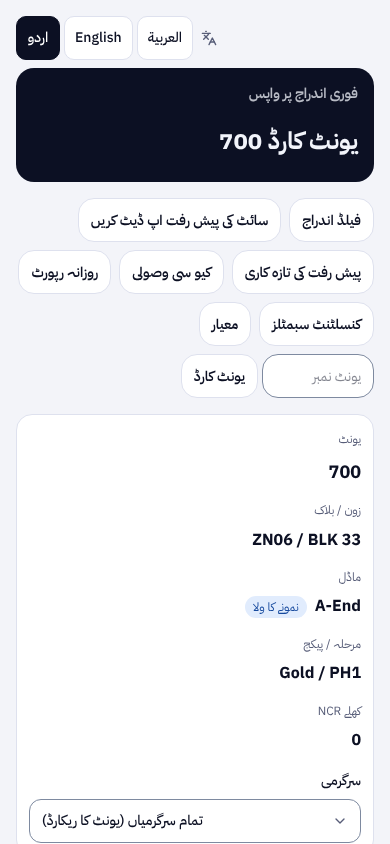 اردو English العربية
فوری اندراج پر واپس
یونٹ کارڈ 700
فیلڈ اندراج سائٹ کی پیش رفت اپ ڈیٹ کریں
پیش رفت کی تازہ کاری کیو سی وصولی روزانہ رپورٹ
کنسلٹنٹ سبمٹلز معیار
یونٹ نمبر یونٹ کارڈ
یونٹ
700
زون / بلاک
ZN06 / BLK 33
ماڈل
A-End نمونے کا ولا
مرحلہ / پیکج
Gold / PH1
کھلے NCR
0
سرگرمی
تمام سرگرمیاں (یونٹ کا ریکارڈ)